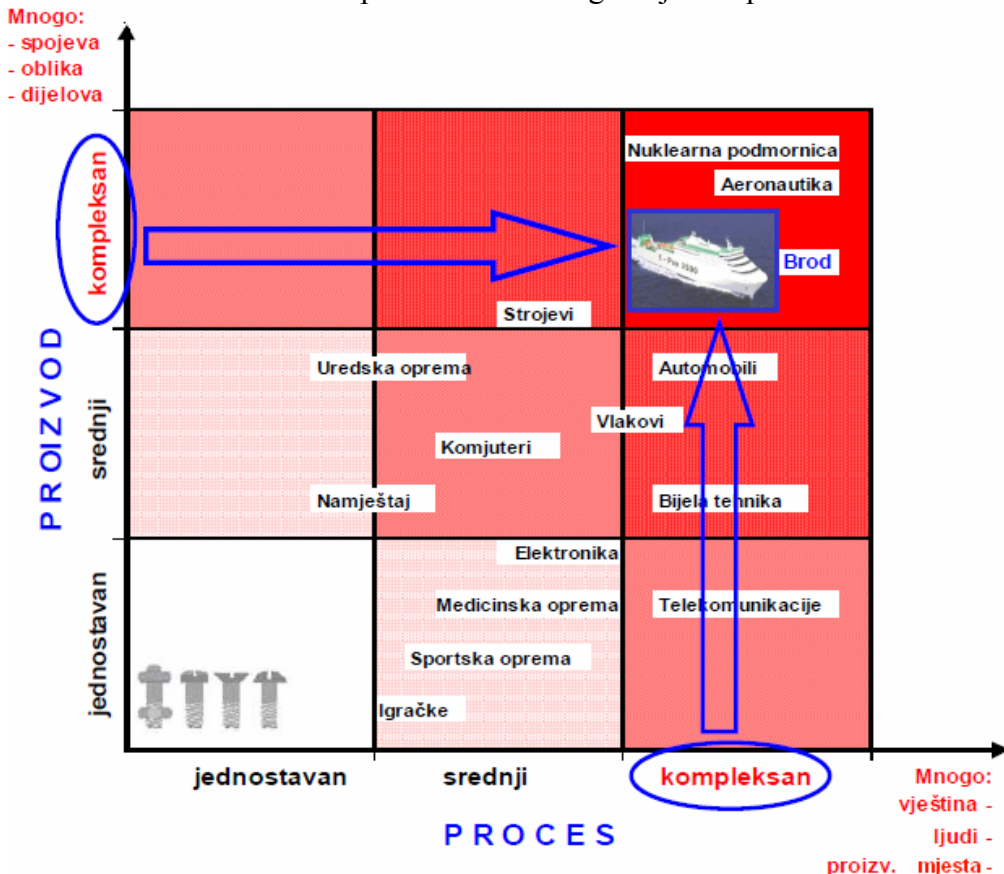 Mnogo:
- spojeva
- oblika
- dijelova
kompleksan
Nuklearna podmornica
Aeronautika
Brod
Strojevi
PROIZVOD
srednji
Uredska oprema
Automobili
Vlakovi
Komjuteri
Namještaj
Bijela tehnika
jednostavan
Elektronika
Medicinska oprema
Telekomunikacije
Sportska oprema
Igračke
jednostavan
srednji
kompleksan
PROCES
Mnogo:
vještina -
ljudi -
proizv. mjesta -